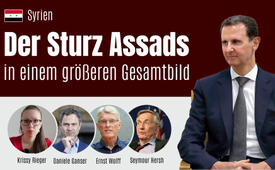 Syrien
Der Sturz Assads
in einem größeren Gesamtbild
Krissy Rieger
Daniele Ganser
Ernst Wolff
Seymour Hersh